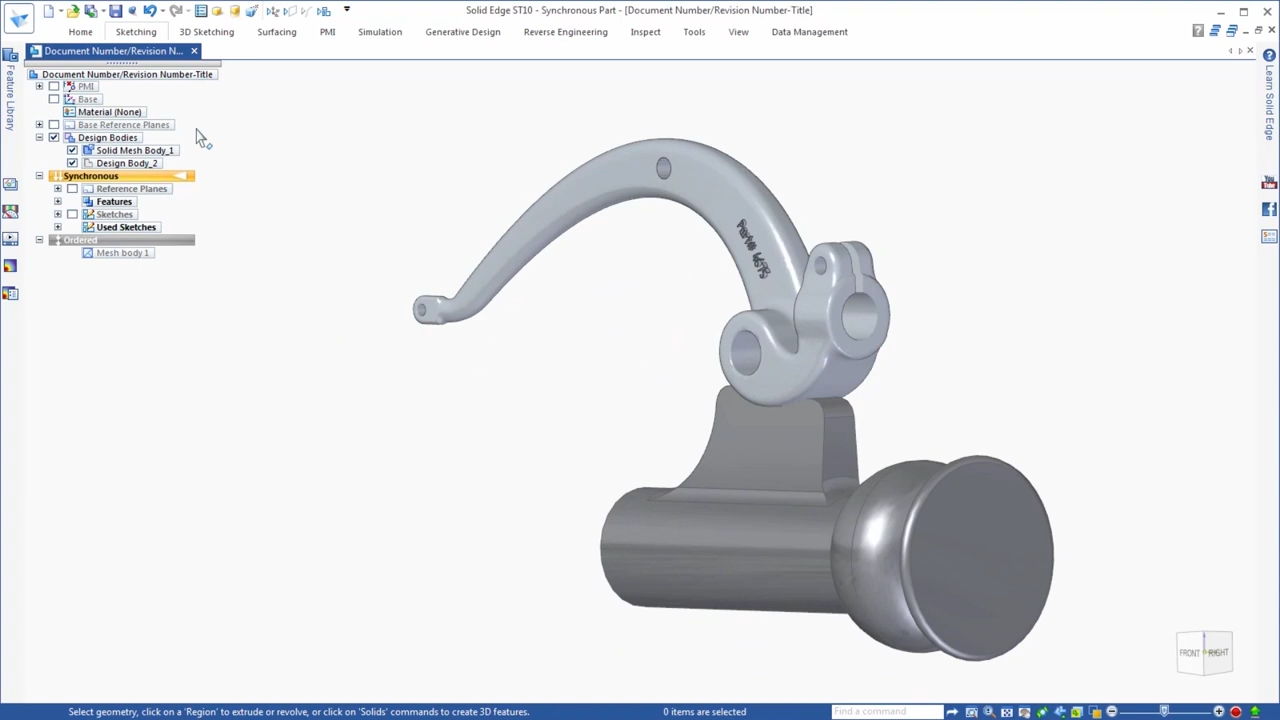 Solid Edge ST10 - Synchronous Part - [Document Number/Revision Number-Title]
Home Sketching 3D Sketching Surfacing PMI Simulation Generative Design Reverse Engineering Inspect Tools View Data Management
Document Number/Revision N...
Feature Library
Learn Solid Edge
Document Number/Revision Number-Title
PMI
Base
Material (None)
Base Reference Planes
Design Bodies
Solid Mesh Body_1
Design Body_2
Synchronous
Reference Planes
Features
Sketches
Used Sketches
Ordered
Mesh body 1
You Tube
FRONT RIGHT
Select geometry, click on a 'Region' to extrude or revolve, or click on 'Solids' commands to create 3D features. 0 items are selected Find a command